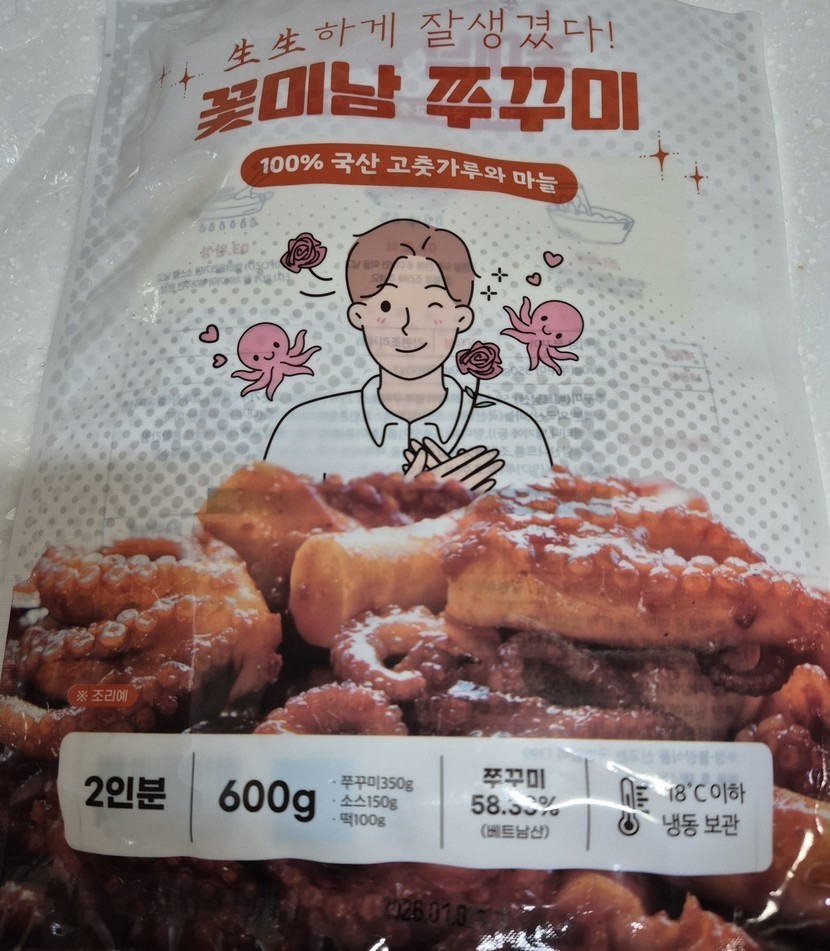 生生하게 잘생겼다!
꽃미남 쭈꾸미
100% 국산 고춧가루와 마늘
※ 조리예
2인분
600g
· 쭈꾸미350g
· 소스150g
· 떡100g
쭈꾸미
58.33%
(베트남산)
-18°C 이하
냉동 보관